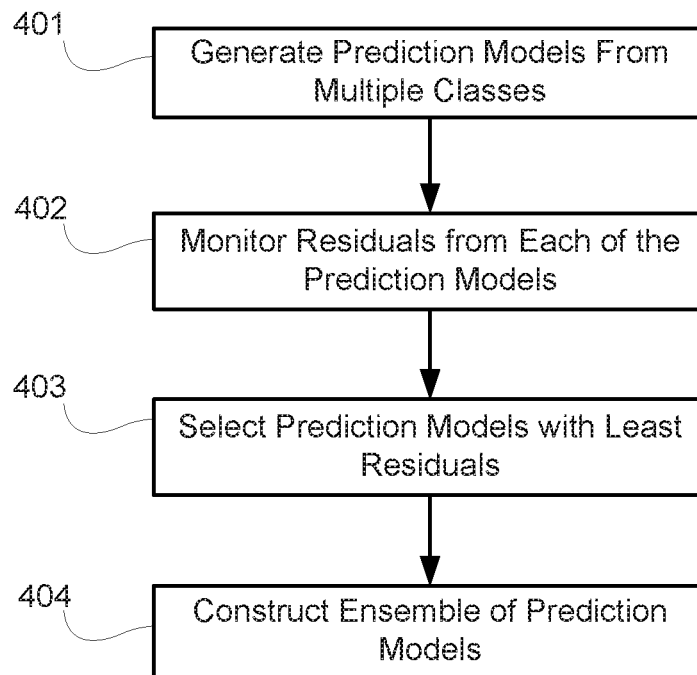 401
Generate Prediction Models From
Multiple Classes
402
Monitor Residuals from Each of the
Prediction Models
403
Select Prediction Models with Least
Residuals
404
Construct Ensemble of Prediction
Models